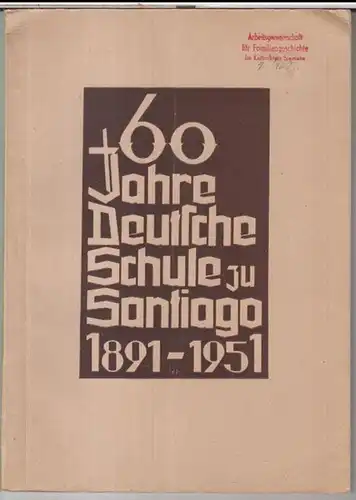 Arbeitsgemeinschaft
für Familiengeschichte
60
Jahre
Deutsche
Schule zu
Santiago
1891-1951